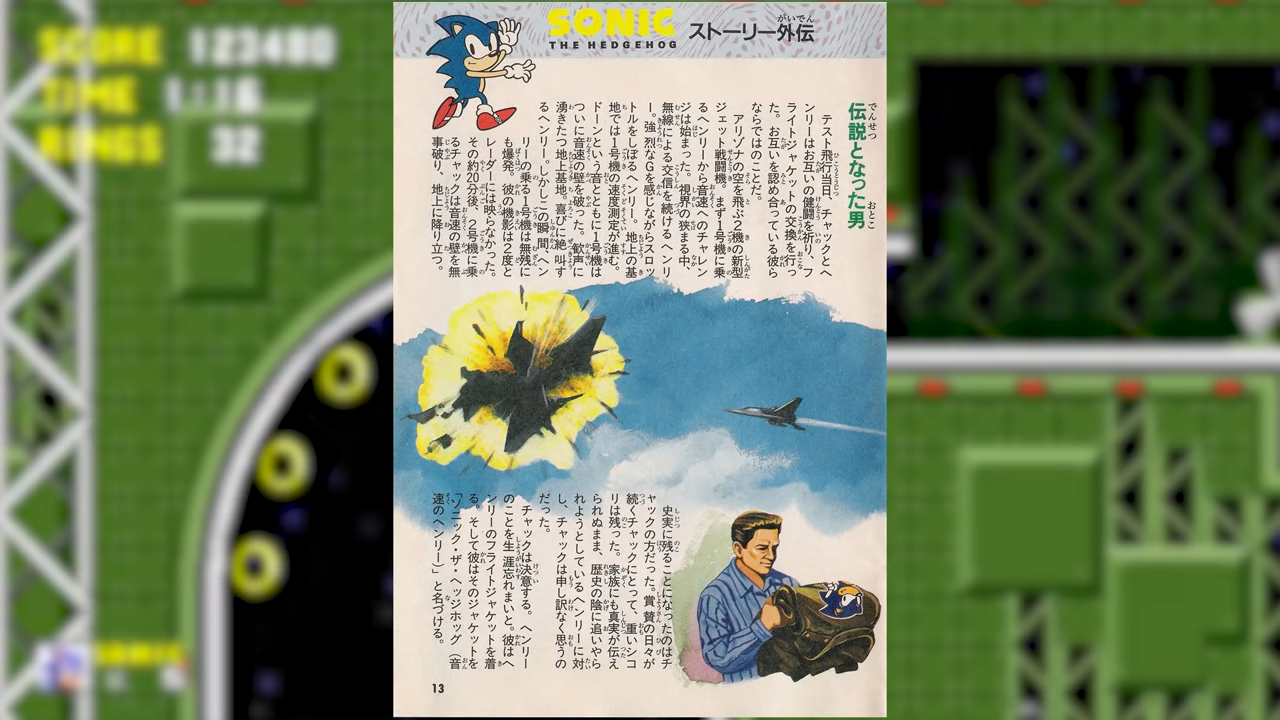 SCORE 123480
TIME 1:16
RINGS 32
SONIC
THE HEDGEHOG
ストーリー外伝
がいでん
伝説となった男
でんせつ おとこ
テスト飛行当日、チャックとヘ
ンリーはお互いの健闘を祈り、フ
ライトジャケットの交換を行っ
た。お互いを認め合っている彼ら
ならではのことだ。
アリゾナの空を飛ぶ2機の新型
ジェット戦闘機。まず1号機に乗
るヘンリーから音速へのチャレン
ジは始まった。視界の狭まる中、
無線による交信を続けるヘンリ
ー。強烈なGを感じながらスロッ
トルをしぼるヘンリー。地上の基
地では1号機の速度測定が進む。
ドーンという音とともに1号機は
ついに音速の壁を破った。歓声に
湧きたつ地上基地。喜びに絶叫す
るヘンリー。しかしこの瞬間、ヘン
リーの乗る1号機は無残に
も爆発。彼の機影は2度と
レーダーには映らなかった。
その約20分後、2号機に乗
るチャックは音速の壁を無
事破り、地上に降り立つ。
史実に残ることになったのはチ
ャックの方だった。賞賛の日々が
続くチャックにとって、重いシコ
リは残った。家族にも真実が伝え
られぬまま、歴史の陰に追いやら
れようとしているヘンリーに対
し、チャックは申し訳なく思うの
だった。
チャックは決意する。ヘンリー
のことを生涯忘れまいと。彼はヘ
ンリーのフライトジャケットを着
る。そして彼はそのジャケットを
「ソニック・ザ・ヘッジホッグ(音
速のヘンリー)」と名づける。
13